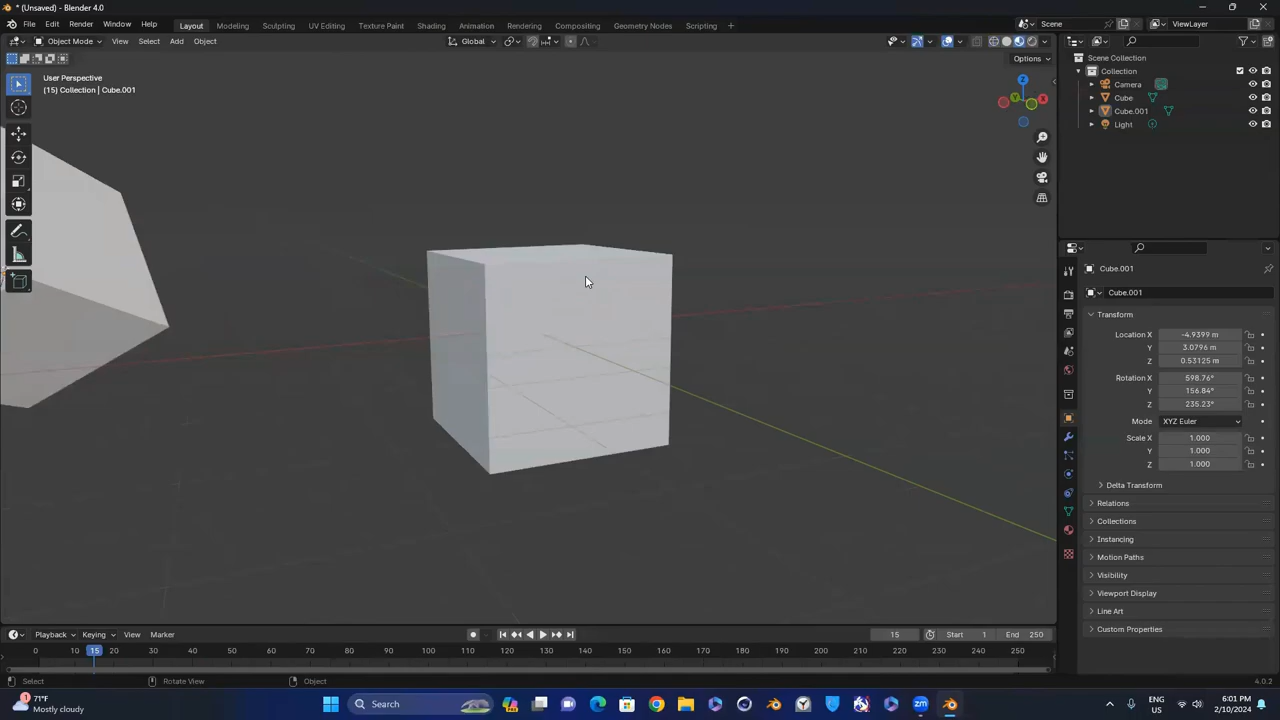 * (Unsaved) - Blender 4.0
File Edit Render Window Help Layout Modeling Sculpting UV Editing Texture Paint Shading Animation Rendering Compositing Geometry Nodes Scripting + Scene ViewLayer
Object Mode View Select Add Object Global
Options
User Perspective
(15) Collection | Cube.001
Z
Y X
Scene Collection
Collection
Camera
Cube
Cube.001
Light
Cube.001
Cube.001
Transform
Location X -4.9399 m
Y 3.0796 m
Z 0.53125 m
Rotation X 598.76°
Y 156.84°
Z 235.23°
Mode XYZ Euler
Scale X 1.000
Y 1.000
Z 1.000
Delta Transform
Relations
Collections
Instancing
Motion Paths
Visibility
Viewport Display
Line Art
Custom Properties
Playback Keying View Marker 15 Start 1 End 250
0 10 15 20 30 40 50 60 70 80 90 100 110 120 130 140 150 160 170 180 190 200 210 220 230 240 250
Select Rotate View Object 4.0.2
1 71°F
Mostly cloudly
Search
zm
ENG
US
6:01 PM
2/10/2024